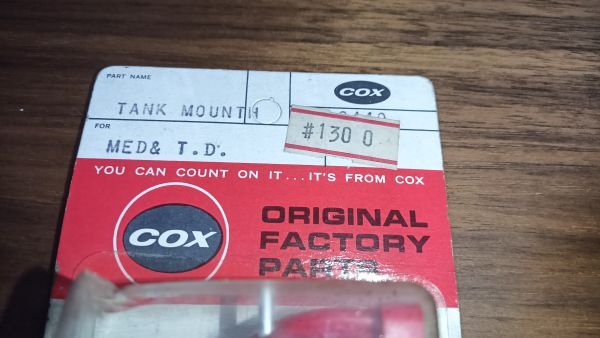 PART NAME
COX
TANK MOUNTH
#130 0
FOR
MED& T.D.
YOU CAN COUNT ON IT...IT'S FROM COX
COX
ORIGINAL
FACTORY
PARTS